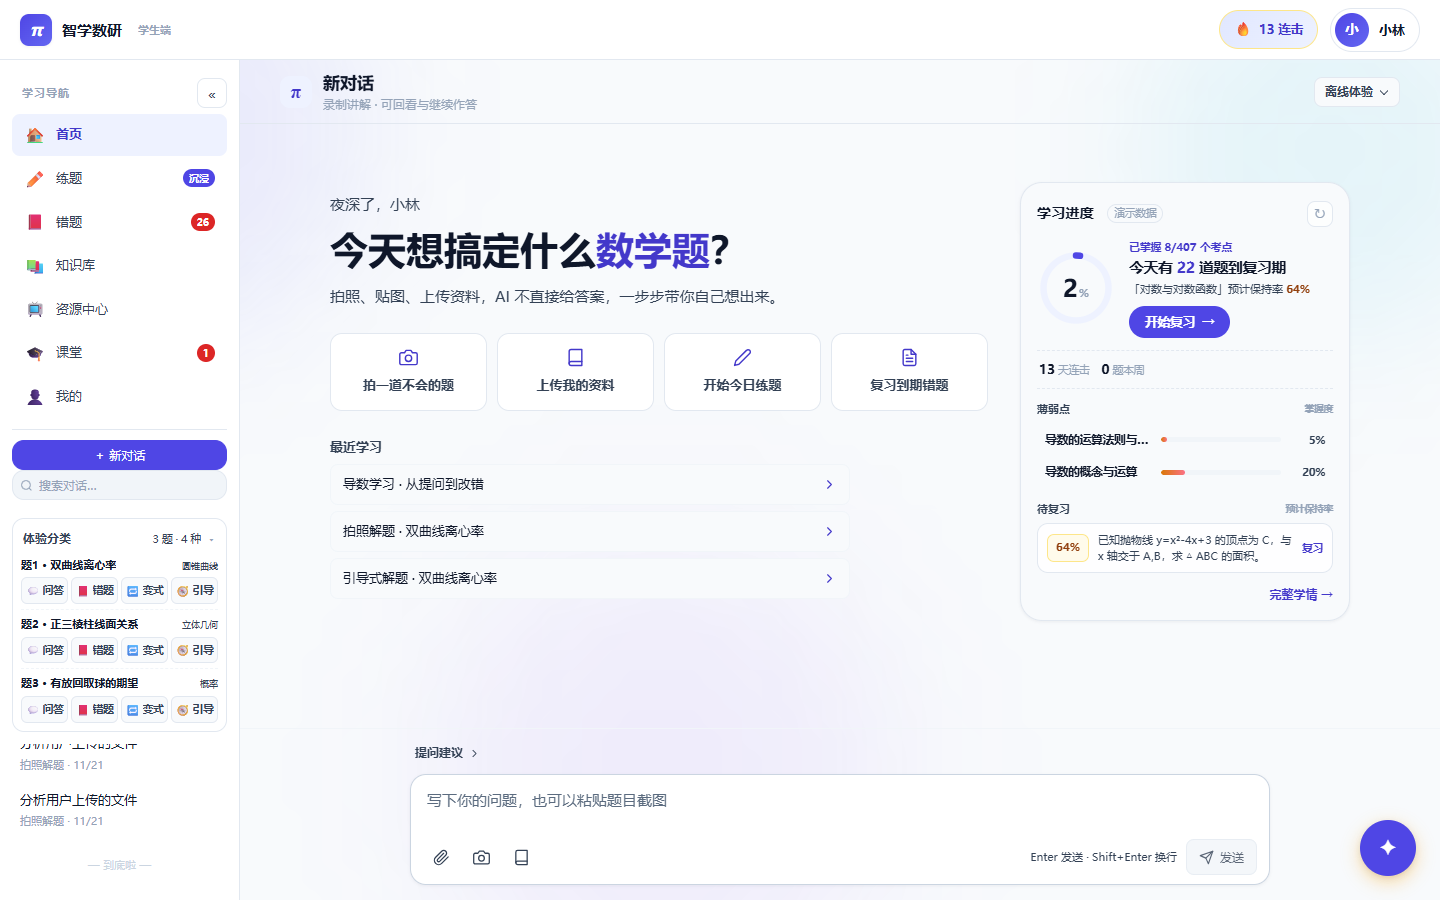 π 智学数研 学生端
13 连击
小 小林
学习导航 «
首页
练题 沉浸
错题 26
知识库
资源中心
课堂 1
我的
+ 新对话
搜索对话...
体验分类 3 题 · 4 种
题1 • 双曲线离心率 圆锥曲线
问答 错题 变式 引导
题2 • 正三棱柱线面关系 立体几何
问答 错题 变式 引导
题3 • 有放回取球的期望 概率
问答 错题 变式 引导
分析用户上传的文件
拍照解题 · 11/21
分析用户上传的文件
拍照解题 · 11/21
— 到底啦 —
π 新对话
录制讲解 · 可回看与继续作答
离线体验
夜深了，小林
今天想搞定什么数学题？
拍照、贴图、上传资料，AI 不直接给答案，一步步带你自己想出来。
拍一道不会的题
上传我的资料
开始今日练题
复习到期错题
最近学习
导数学习 · 从提问到改错
拍照解题 · 双曲线离心率
引导式解题 · 双曲线离心率
学习进度 演示数据 ↻
2%
已掌握 8/407 个考点
今天有 22 道题到复习期
「对数与对数函数」预计保持率 64%
开始复习 →
13 天连击 0 题本周
薄弱点 掌握度
导数的运算法则与... 5%
导数的概念与运算 20%
待复习 预计保持率
64%
已知抛物线 y=x²-4x+3 的顶点为 C，与
x 轴交于 A,B，求 △ ABC 的面积。
复习
完整学情 →
提问建议
写下你的问题，也可以粘贴题目截图
Enter 发送 · Shift+Enter 换行
发送